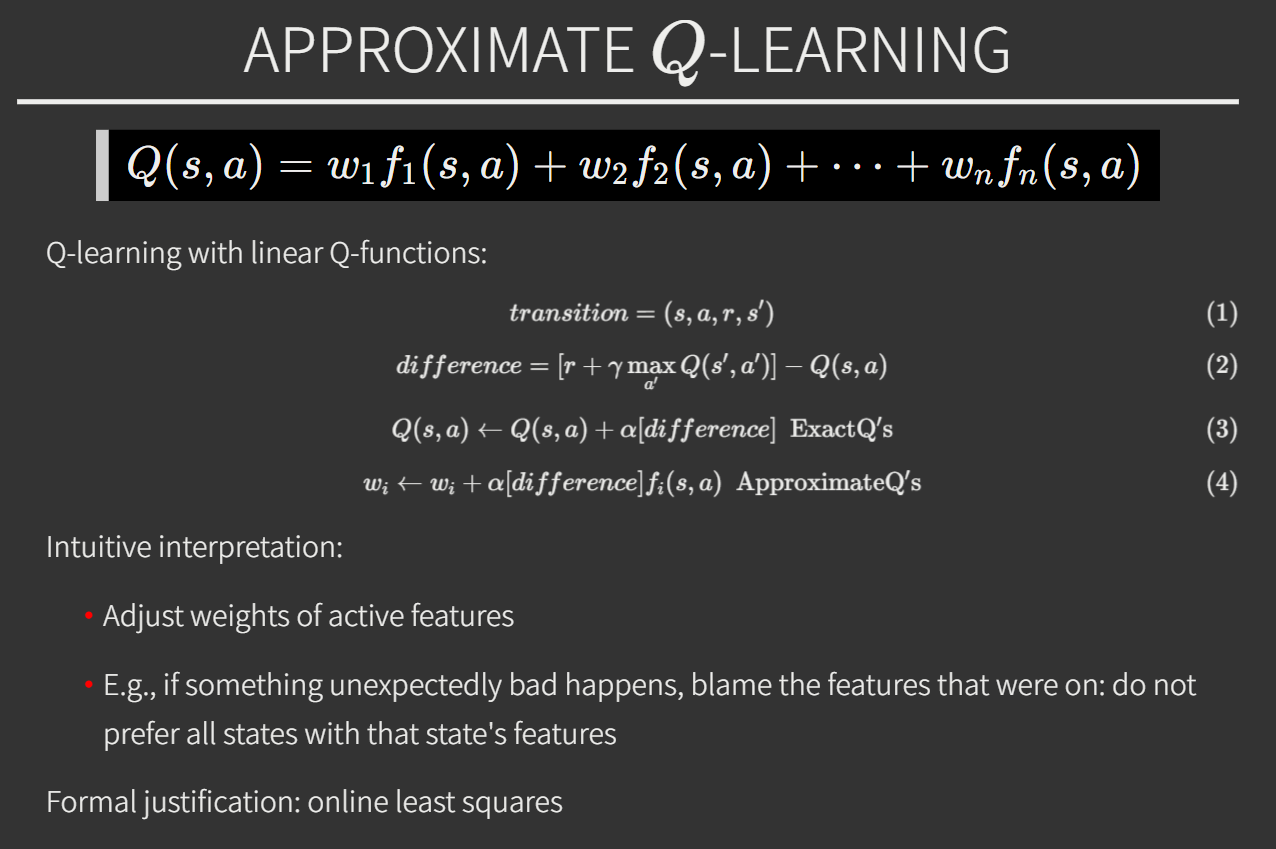 APPROXIMATE Q-LEARNING
Q(s, a) = w₁f₁(s, a) + w₂f₂(s, a) + ⋯ + wₙfₙ(s, a)
Q-learning with linear Q-functions:
transition = (s, a, r, s′) (1)
difference = [r + γ max Q(s′, a′)] − Q(s, a) (2)
a′
Q(s, a) ← Q(s, a) + α[difference] ExactQ′s (3)
wᵢ ← wᵢ + α[difference]fᵢ(s, a) ApproximateQ′s (4)
Intuitive interpretation:
• Adjust weights of active features
• E.g., if something unexpectedly bad happens, blame the features that were on: do not
prefer all states with that state's features
Formal justification: online least squares